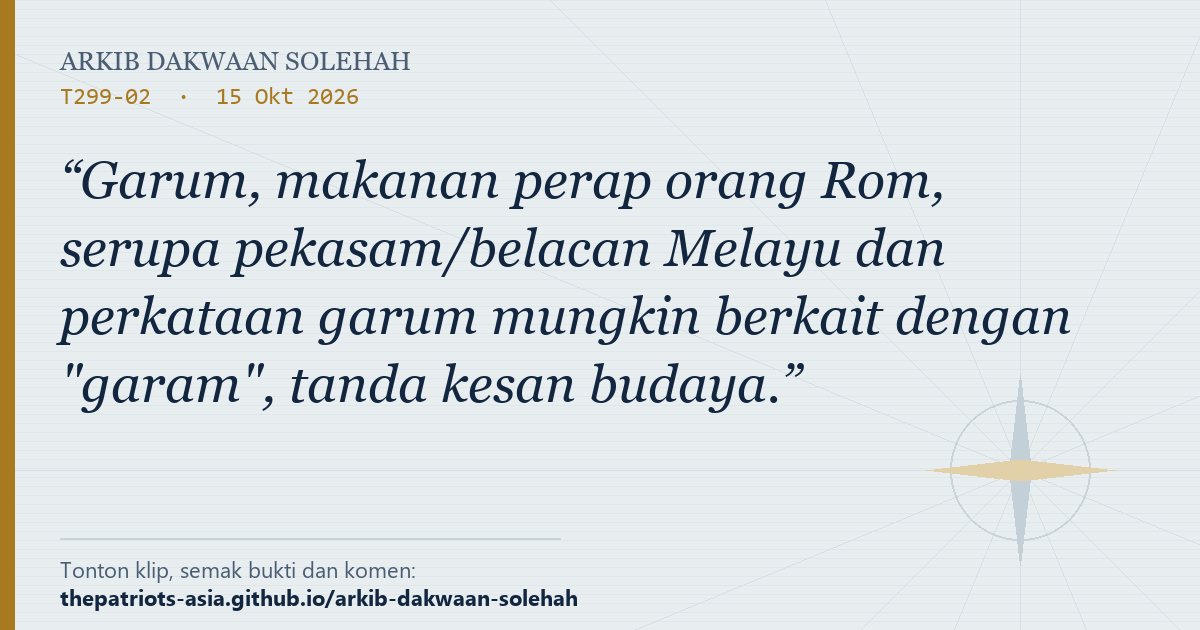 ARKIB DAKWAAN SOLEHAH
T299-02 · 15 Okt 2026
“Garum, makanan perap orang Rom,
serupa pekasam/belacan Melayu dan
perkataan garum mungkin berkait dengan
"garam", tanda kesan budaya.”
Tonton klip, semak bukti dan komen:
thepatriots-asia.github.io/arkib-dakwaan-solehah